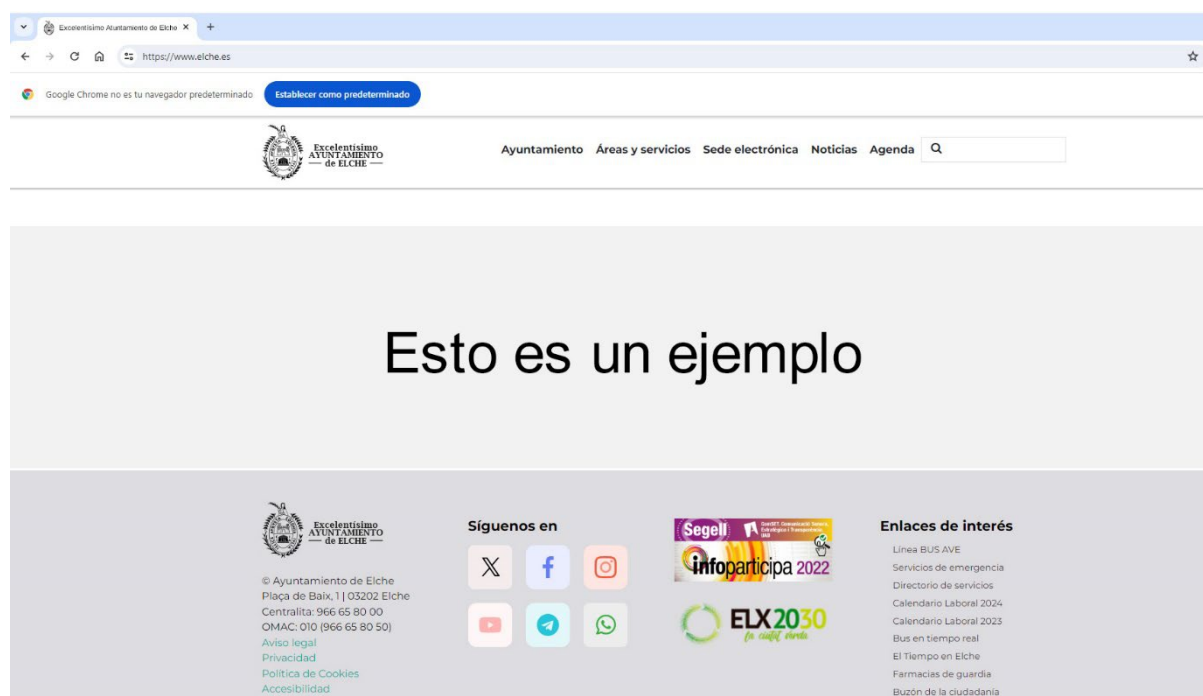 Excelentísimo Ayuntamiento de Elche
https://www.elche.es
Google Chrome no es tu navegador predeterminado
Establecer como predeterminado
Excelentísimo
AYUNTAMIENTO
de ELCHE
Ayuntamiento Áreas y servicios Sede electrónica Noticias Agenda
Esto es un ejemplo
Excelentísimo
AYUNTAMIENTO
de ELCHE
© Ayuntamiento de Elche
Plaça de Baix, 1 | 03202 Elche
Centralita: 966 65 80 00
OMAC: 010 (966 65 80 50)
Aviso legal
Privacidad
Política de Cookies
Accesibilidad
Síguenos en
Segell
infoparticipa 2022
ELX 2030
la ciutat verda
Enlaces de interés
Línea BUS AVE
Servicios de emergencia
Directorio de servicios
Calendario Laboral 2024
Calendario Laboral 2023
Bus en tiempo real
El Tiempo en Elche
Farmacias de guardia
Buzón de la ciudadanía